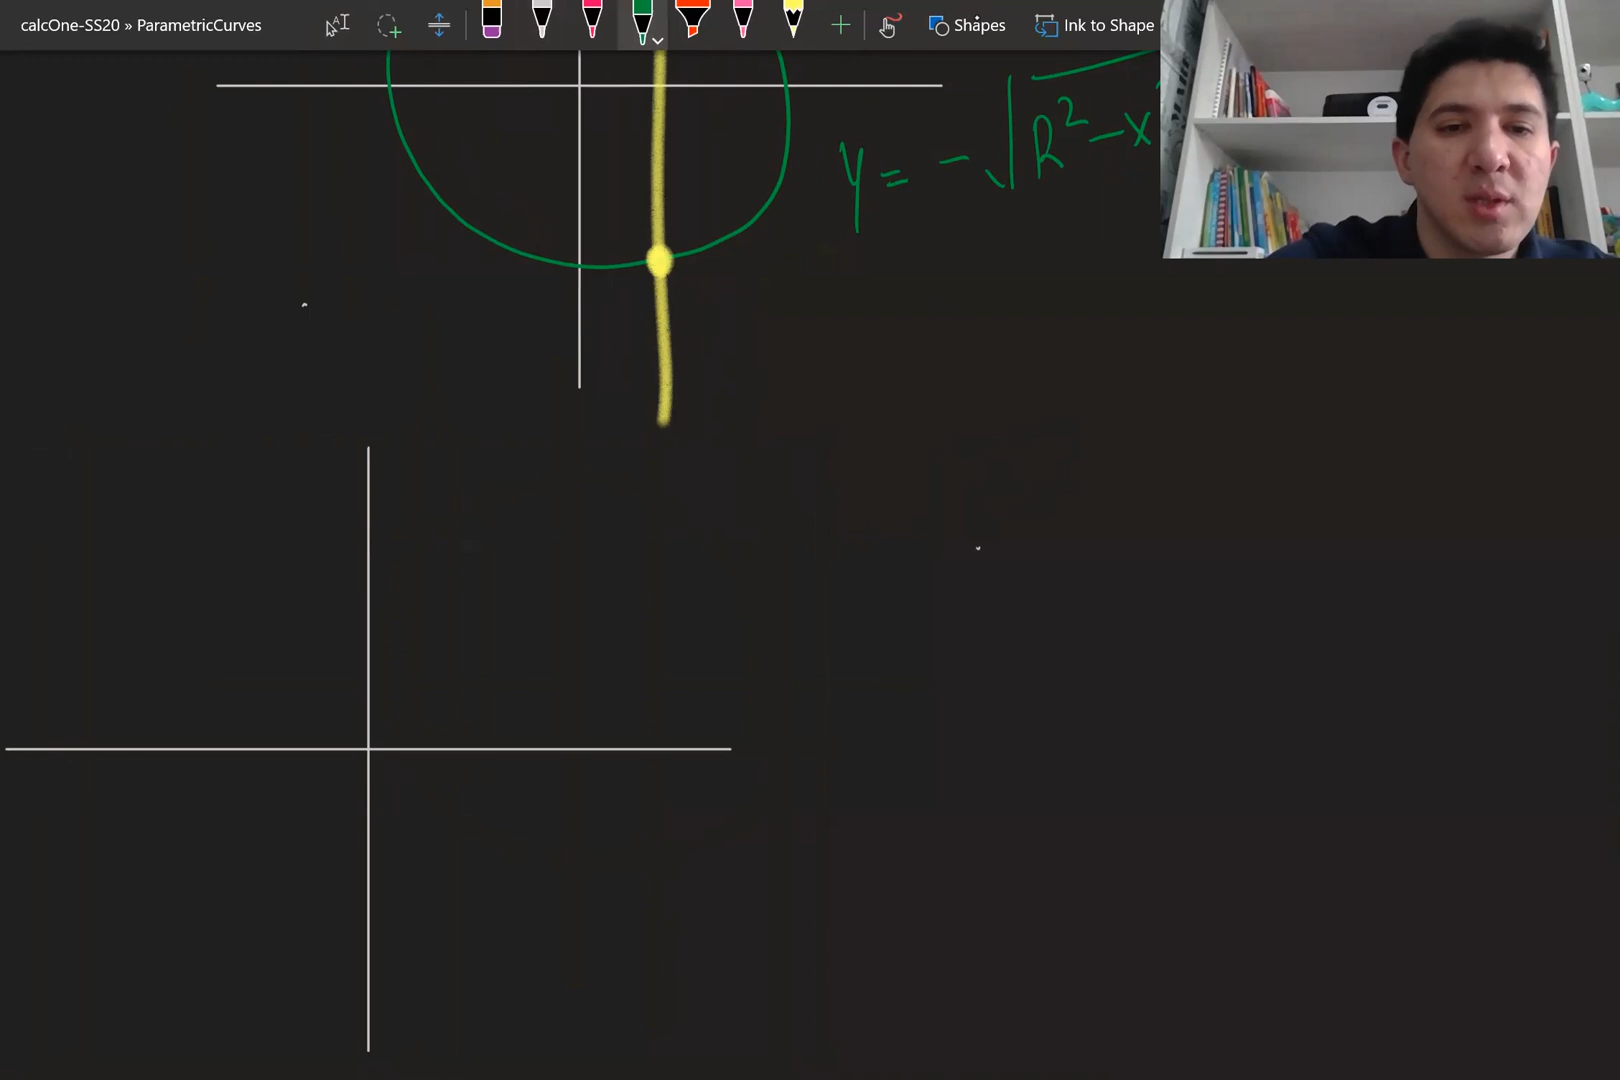 calcOne-SS20 » ParametricCurves
Shapes
Ink to Shape
y = -√R²-x